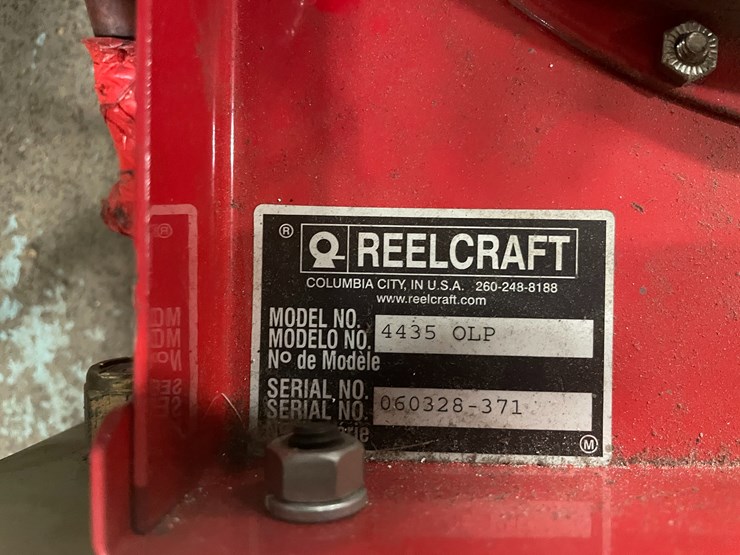 ®
REELCRAFT
COLUMBIA CITY, IN U.S.A. 260-248-8188
www.reelcraft.com
MODEL NO.
MODELO NO.
Nº de Modèle
4435 OLP
SERIAL NO.
SERIAL NO.
060328-371
M